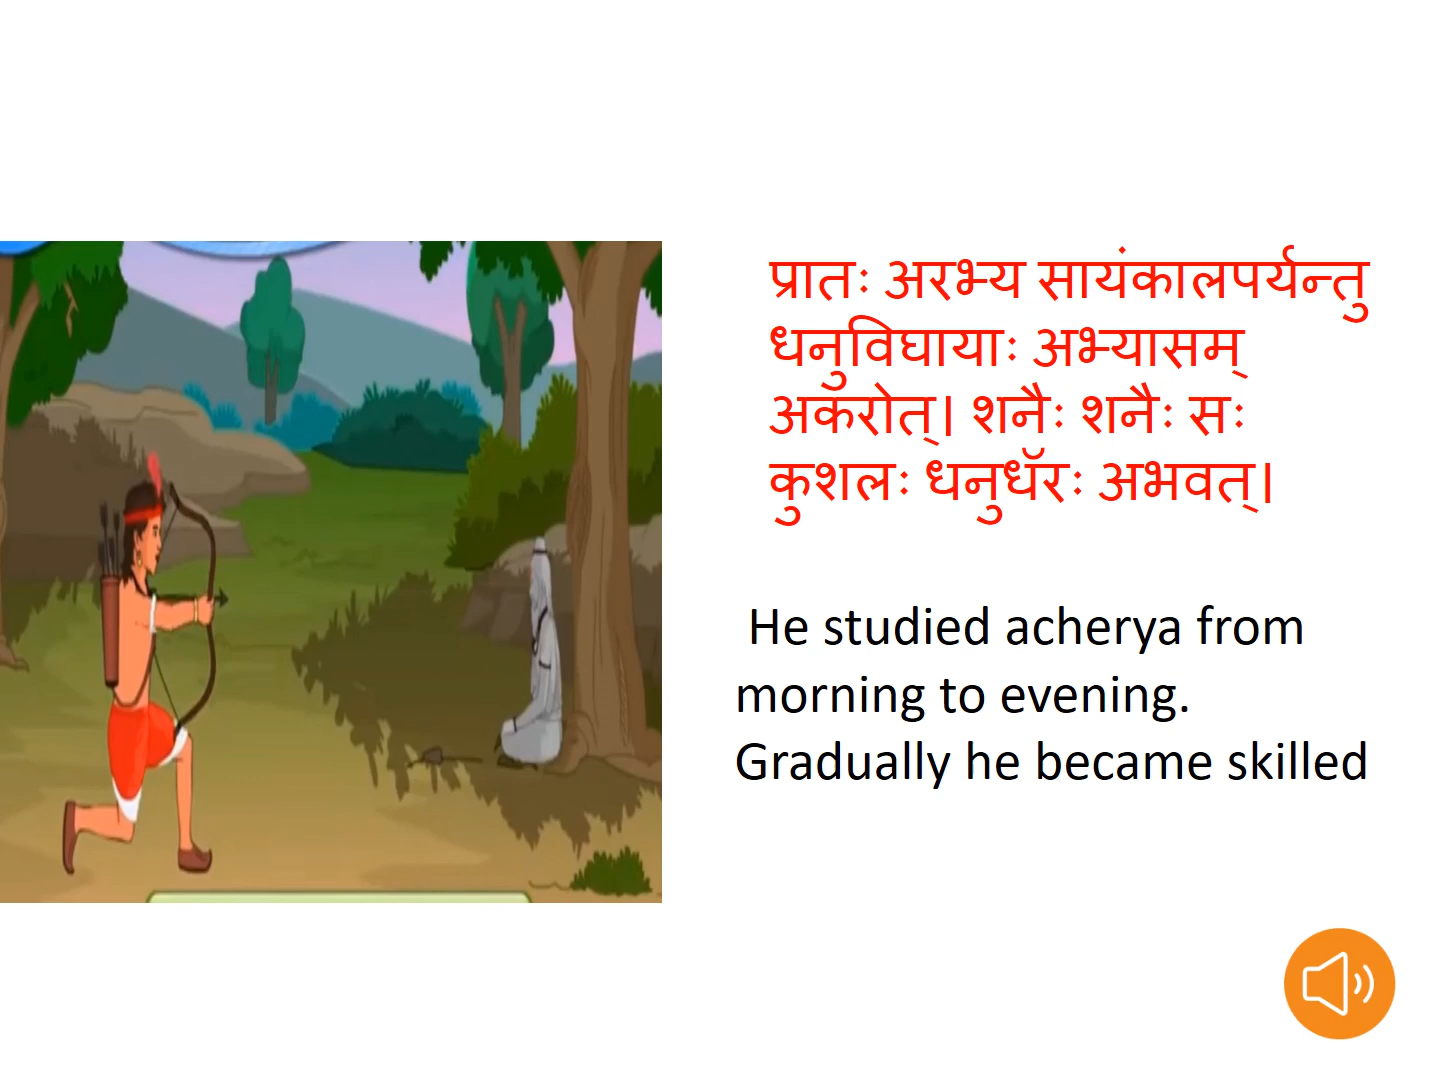 प्रातः अरभ्य सायंकालपर्यन्तु
धनुविघायाः अभ्यासम्
अकरोत्। शनैः शनैः सः
कुशलः धनुधॅरः अभवत्।
He studied acherya from
morning to evening.
Gradually he became skilled